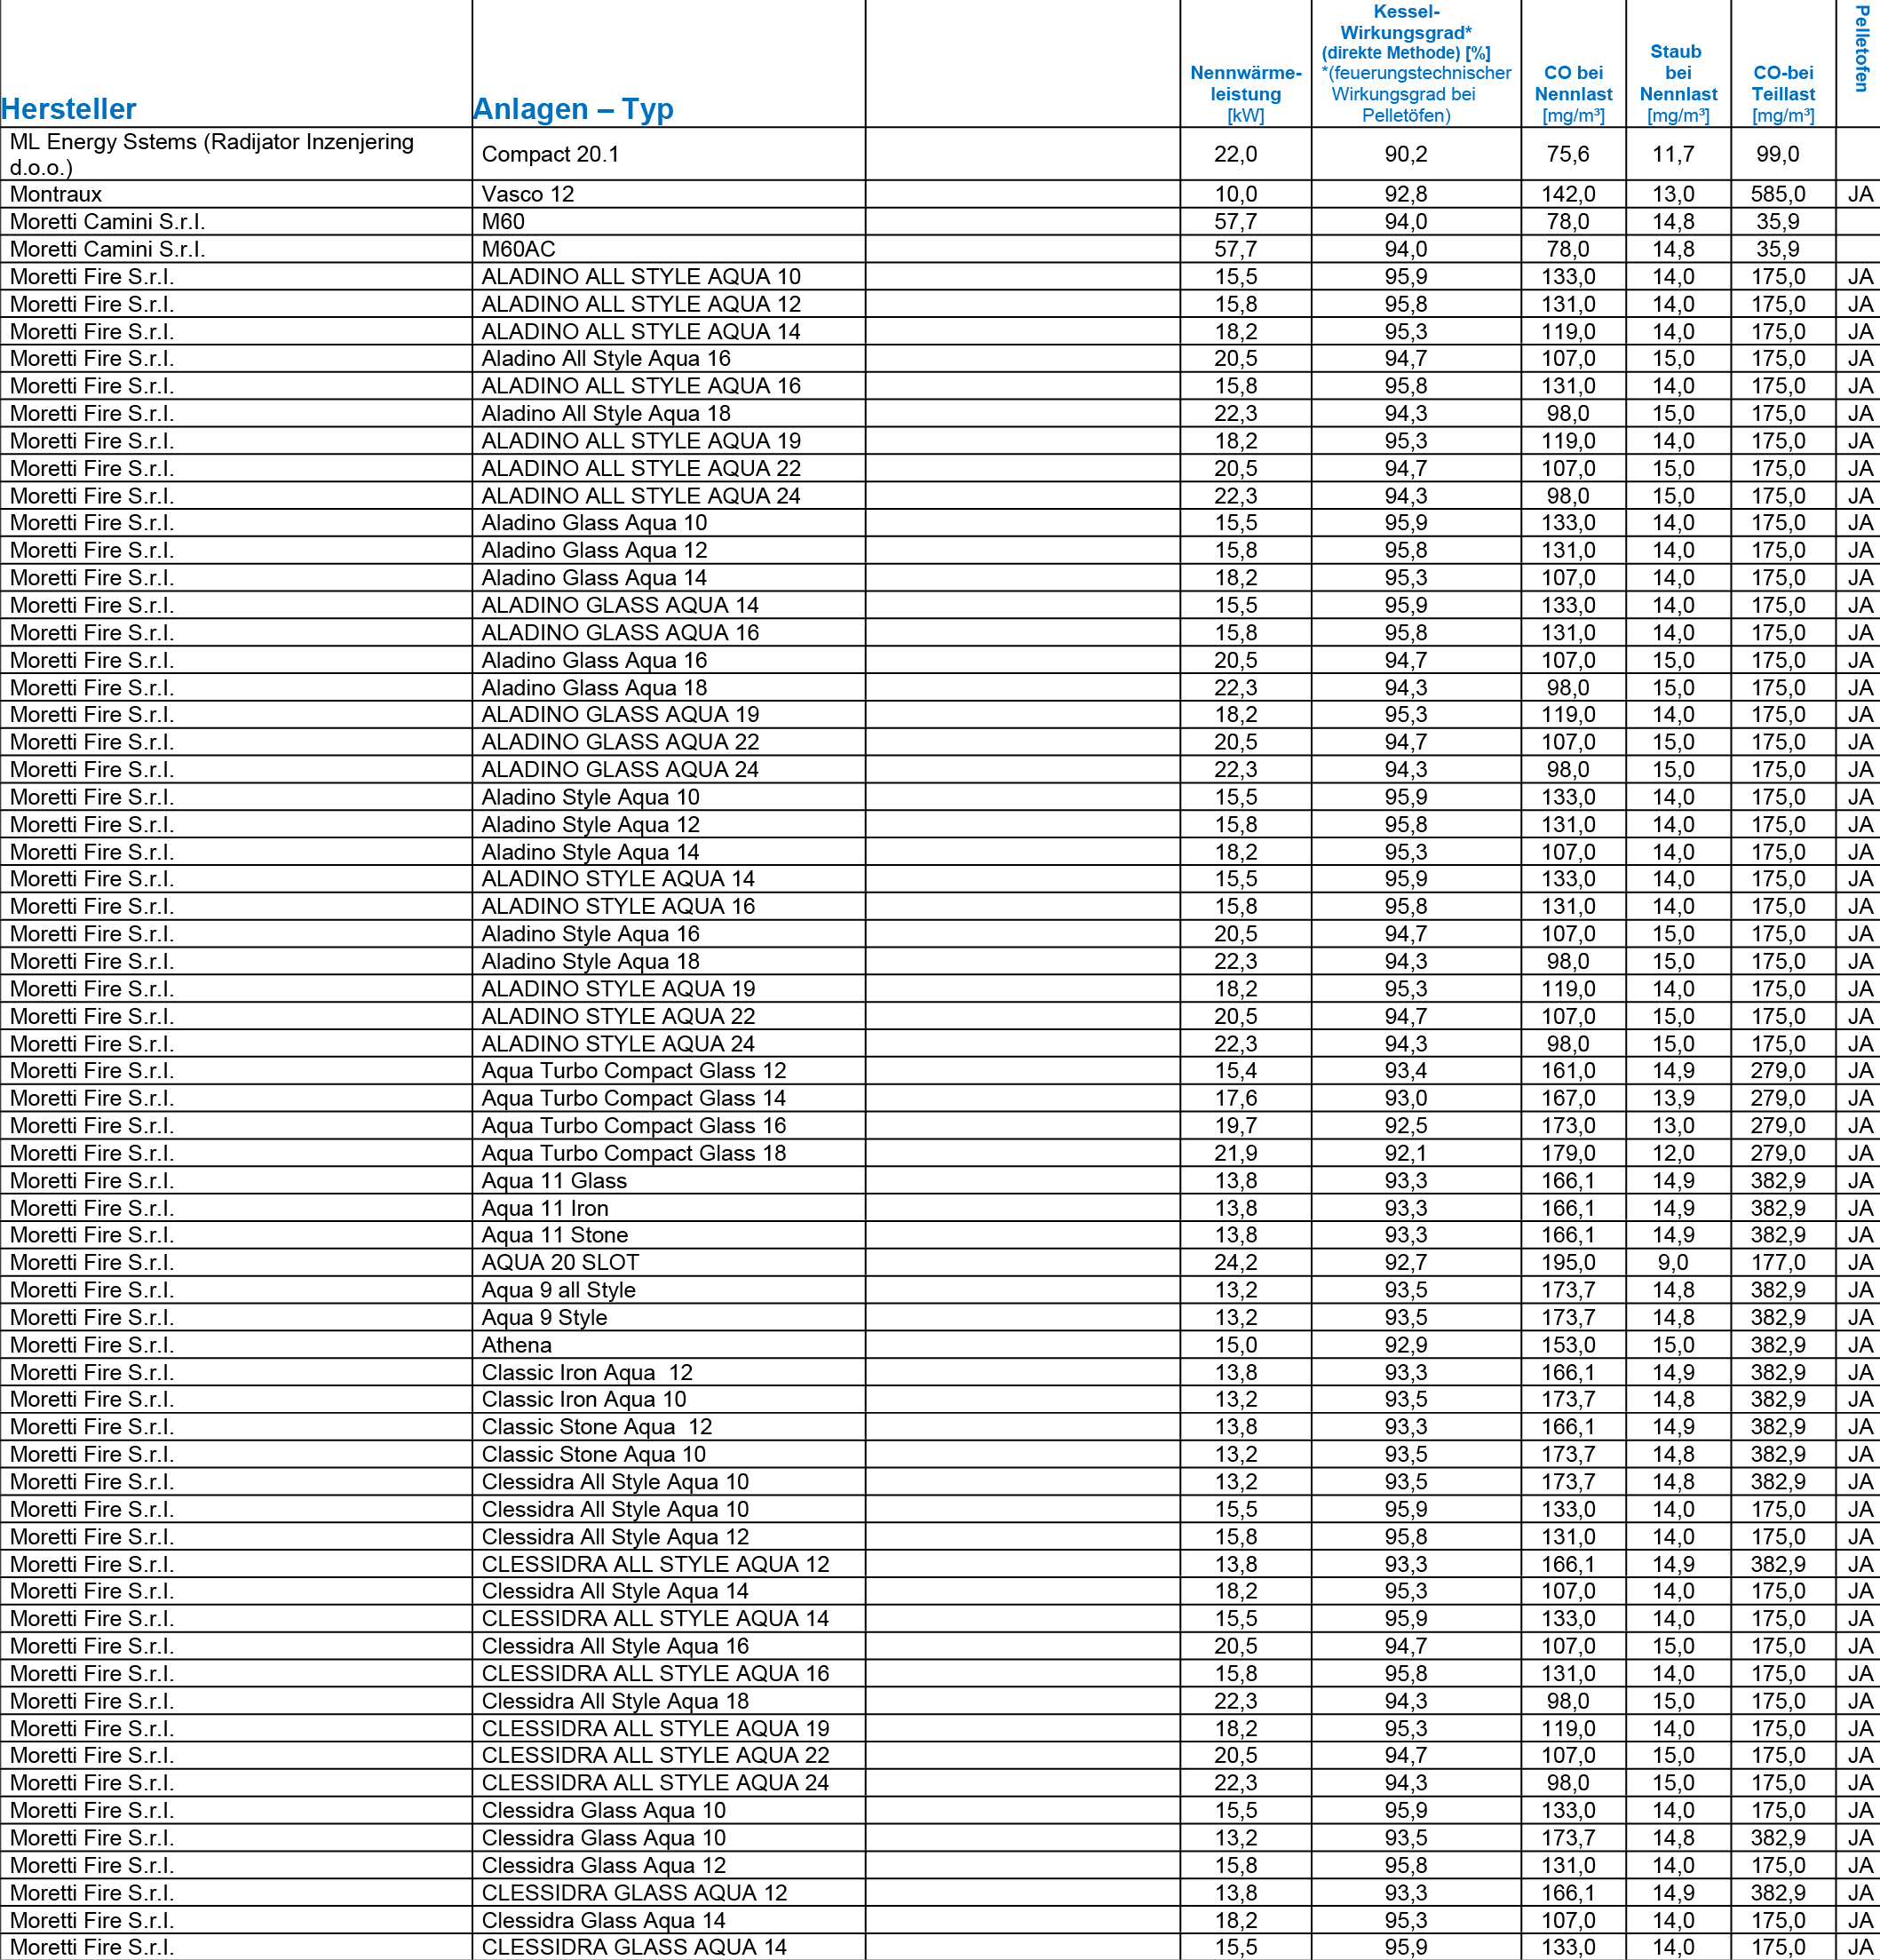 Hersteller Anlagen – Typ Nennwärme-leistung [kW] Kessel-Wirkungsgrad* (direkte Methode) [%] *(feuerungstechnischer Wirkungsgrad bei Pelletöfen) CO bei Nennlast [mg/m³] Staub bei Nennlast [mg/m³] CO-bei Teillast [mg/m³] Pelletofen
ML Energy Sstems (Radijator Inzenjering d.o.o.) Compact 20.1 22,0 90,2 75,6 11,7 99,0
Montraux Vasco 12 10,0 92,8 142,0 13,0 585,0 JA
Moretti Camini S.r.l. M60 57,7 94,0 78,0 14,8 35,9
Moretti Camini S.r.l. M60AC 57,7 94,0 78,0 14,8 35,9
Moretti Fire S.r.l. ALADINO ALL STYLE AQUA 10 15,5 95,9 133,0 14,0 175,0 JA
Moretti Fire S.r.l. ALADINO ALL STYLE AQUA 12 15,8 95,8 131,0 14,0 175,0 JA
Moretti Fire S.r.l. ALADINO ALL STYLE AQUA 14 18,2 95,3 119,0 14,0 175,0 JA
Moretti Fire S.r.l. Aladino All Style Aqua 16 20,5 94,7 107,0 15,0 175,0 JA
Moretti Fire S.r.l. ALADINO ALL STYLE AQUA 16 15,8 95,8 131,0 14,0 175,0 JA
Moretti Fire S.r.l. Aladino All Style Aqua 18 22,3 94,3 98,0 15,0 175,0 JA
Moretti Fire S.r.l. ALADINO ALL STYLE AQUA 19 18,2 95,3 119,0 14,0 175,0 JA
Moretti Fire S.r.l. ALADINO ALL STYLE AQUA 22 20,5 94,7 107,0 15,0 175,0 JA
Moretti Fire S.r.l. ALADINO ALL STYLE AQUA 24 22,3 94,3 98,0 15,0 175,0 JA
Moretti Fire S.r.l. Aladino Glass Aqua 10 15,5 95,9 133,0 14,0 175,0 JA
Moretti Fire S.r.l. Aladino Glass Aqua 12 15,8 95,8 131,0 14,0 175,0 JA
Moretti Fire S.r.l. Aladino Glass Aqua 14 18,2 95,3 107,0 14,0 175,0 JA
Moretti Fire S.r.l. ALADINO GLASS AQUA 14 15,5 95,9 133,0 14,0 175,0 JA
Moretti Fire S.r.l. ALADINO GLASS AQUA 16 15,8 95,8 131,0 14,0 175,0 JA
Moretti Fire S.r.l. Aladino Glass Aqua 16 20,5 94,7 107,0 15,0 175,0 JA
Moretti Fire S.r.l. Aladino Glass Aqua 18 22,3 94,3 98,0 15,0 175,0 JA
Moretti Fire S.r.l. ALADINO GLASS AQUA 19 18,2 95,3 119,0 14,0 175,0 JA
Moretti Fire S.r.l. ALADINO GLASS AQUA 22 20,5 94,7 107,0 15,0 175,0 JA
Moretti Fire S.r.l. ALADINO GLASS AQUA 24 22,3 94,3 98,0 15,0 175,0 JA
Moretti Fire S.r.l. Aladino Style Aqua 10 15,5 95,9 133,0 14,0 175,0 JA
Moretti Fire S.r.l. Aladino Style Aqua 12 15,8 95,8 131,0 14,0 175,0 JA
Moretti Fire S.r.l. Aladino Style Aqua 14 18,2 95,3 107,0 14,0 175,0 JA
Moretti Fire S.r.l. ALADINO STYLE AQUA 14 15,5 95,9 133,0 14,0 175,0 JA
Moretti Fire S.r.l. ALADINO STYLE AQUA 16 15,8 95,8 131,0 14,0 175,0 JA
Moretti Fire S.r.l. Aladino Style Aqua 16 20,5 94,7 107,0 15,0 175,0 JA
Moretti Fire S.r.l. Aladino Style Aqua 18 22,3 94,3 98,0 15,0 175,0 JA
Moretti Fire S.r.l. ALADINO STYLE AQUA 19 18,2 95,3 119,0 14,0 175,0 JA
Moretti Fire S.r.l. ALADINO STYLE AQUA 22 20,5 94,7 107,0 15,0 175,0 JA
Moretti Fire S.r.l. ALADINO STYLE AQUA 24 22,3 94,3 98,0 15,0 175,0 JA
Moretti Fire S.r.l. Aqua Turbo Compact Glass 12 15,4 93,4 161,0 14,9 279,0 JA
Moretti Fire S.r.l. Aqua Turbo Compact Glass 14 17,6 93,0 167,0 13,9 279,0 JA
Moretti Fire S.r.l. Aqua Turbo Compact Glass 16 19,7 92,5 173,0 13,0 279,0 JA
Moretti Fire S.r.l. Aqua Turbo Compact Glass 18 21,9 92,1 179,0 12,0 279,0 JA
Moretti Fire S.r.l. Aqua 11 Glass 13,8 93,3 166,1 14,9 382,9 JA
Moretti Fire S.r.l. Aqua 11 Iron 13,8 93,3 166,1 14,9 382,9 JA
Moretti Fire S.r.l. Aqua 11 Stone 13,8 93,3 166,1 14,9 382,9 JA
Moretti Fire S.r.l. AQUA 20 SLOT 24,2 92,7 195,0 9,0 177,0 JA
Moretti Fire S.r.l. Aqua 9 all Style 13,2 93,5 173,7 14,8 382,9 JA
Moretti Fire S.r.l. Aqua 9 Style 13,2 93,5 173,7 14,8 382,9 JA
Moretti Fire S.r.l. Athena 15,0 92,9 153,0 15,0 382,9 JA
Moretti Fire S.r.l. Classic Iron Aqua  12 13,8 93,3 166,1 14,9 382,9 JA
Moretti Fire S.r.l. Classic Iron Aqua 10 13,2 93,5 173,7 14,8 382,9 JA
Moretti Fire S.r.l. Classic Stone Aqua  12 13,8 93,3 166,1 14,9 382,9 JA
Moretti Fire S.r.l. Classic Stone Aqua 10 13,2 93,5 173,7 14,8 382,9 JA
Moretti Fire S.r.l. Clessidra All Style Aqua 10 13,2 93,5 173,7 14,8 382,9 JA
Moretti Fire S.r.l. Clessidra All Style Aqua 10 15,5 95,9 133,0 14,0 175,0 JA
Moretti Fire S.r.l. Clessidra All Style Aqua 12 15,8 95,8 131,0 14,0 175,0 JA
Moretti Fire S.r.l. CLESSIDRA ALL STYLE AQUA 12 13,8 93,3 166,1 14,9 382,9 JA
Moretti Fire S.r.l. Clessidra All Style Aqua 14 18,2 95,3 107,0 14,0 175,0 JA
Moretti Fire S.r.l. CLESSIDRA ALL STYLE AQUA 14 15,5 95,9 133,0 14,0 175,0 JA
Moretti Fire S.r.l. Clessidra All Style Aqua 16 20,5 94,7 107,0 15,0 175,0 JA
Moretti Fire S.r.l. CLESSIDRA ALL STYLE AQUA 16 15,8 95,8 131,0 14,0 175,0 JA
Moretti Fire S.r.l. Clessidra All Style Aqua 18 22,3 94,3 98,0 15,0 175,0 JA
Moretti Fire S.r.l. CLESSIDRA ALL STYLE AQUA 19 18,2 95,3 119,0 14,0 175,0 JA
Moretti Fire S.r.l. CLESSIDRA ALL STYLE AQUA 22 20,5 94,7 107,0 15,0 175,0 JA
Moretti Fire S.r.l. CLESSIDRA ALL STYLE AQUA 24 22,3 94,3 98,0 15,0 175,0 JA
Moretti Fire S.r.l. Clessidra Glass Aqua 10 15,5 95,9 133,0 14,0 175,0 JA
Moretti Fire S.r.l. Clessidra Glass Aqua 10 13,2 93,5 173,7 14,8 382,9 JA
Moretti Fire S.r.l. Clessidra Glass Aqua 12 15,8 95,8 131,0 14,0 175,0 JA
Moretti Fire S.r.l. CLESSIDRA GLASS AQUA 12 13,8 93,3 166,1 14,9 382,9 JA
Moretti Fire S.r.l. Clessidra Glass Aqua 14 18,2 95,3 107,0 14,0 175,0 JA
Moretti Fire S.r.l. CLESSIDRA GLASS AQUA 14 15,5 95,9 133,0 14,0 175,0 JA